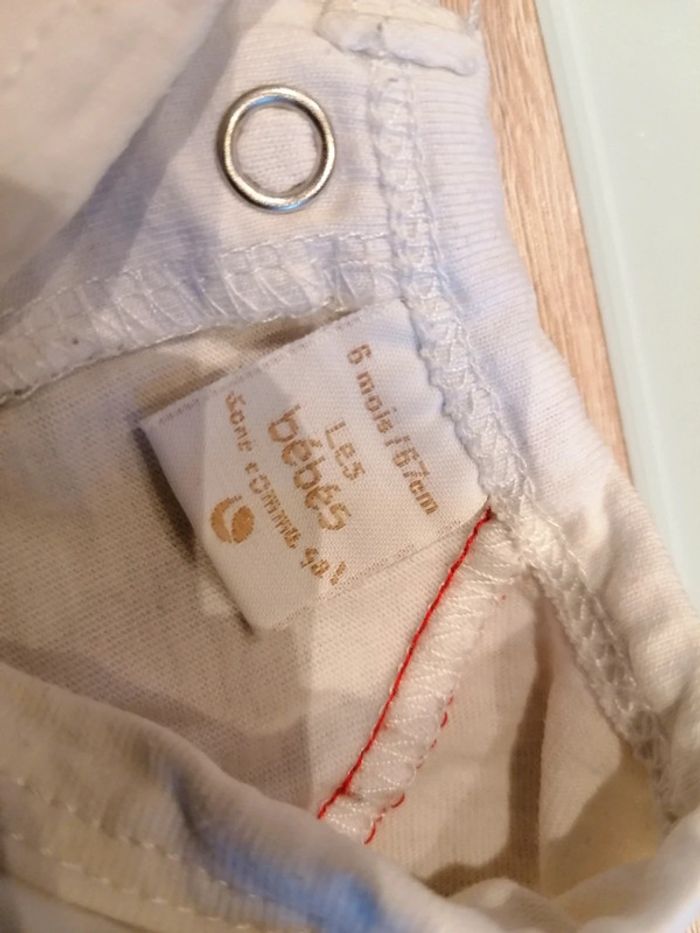 6 mois / 67cm
Les
bébés
sont comme ça !